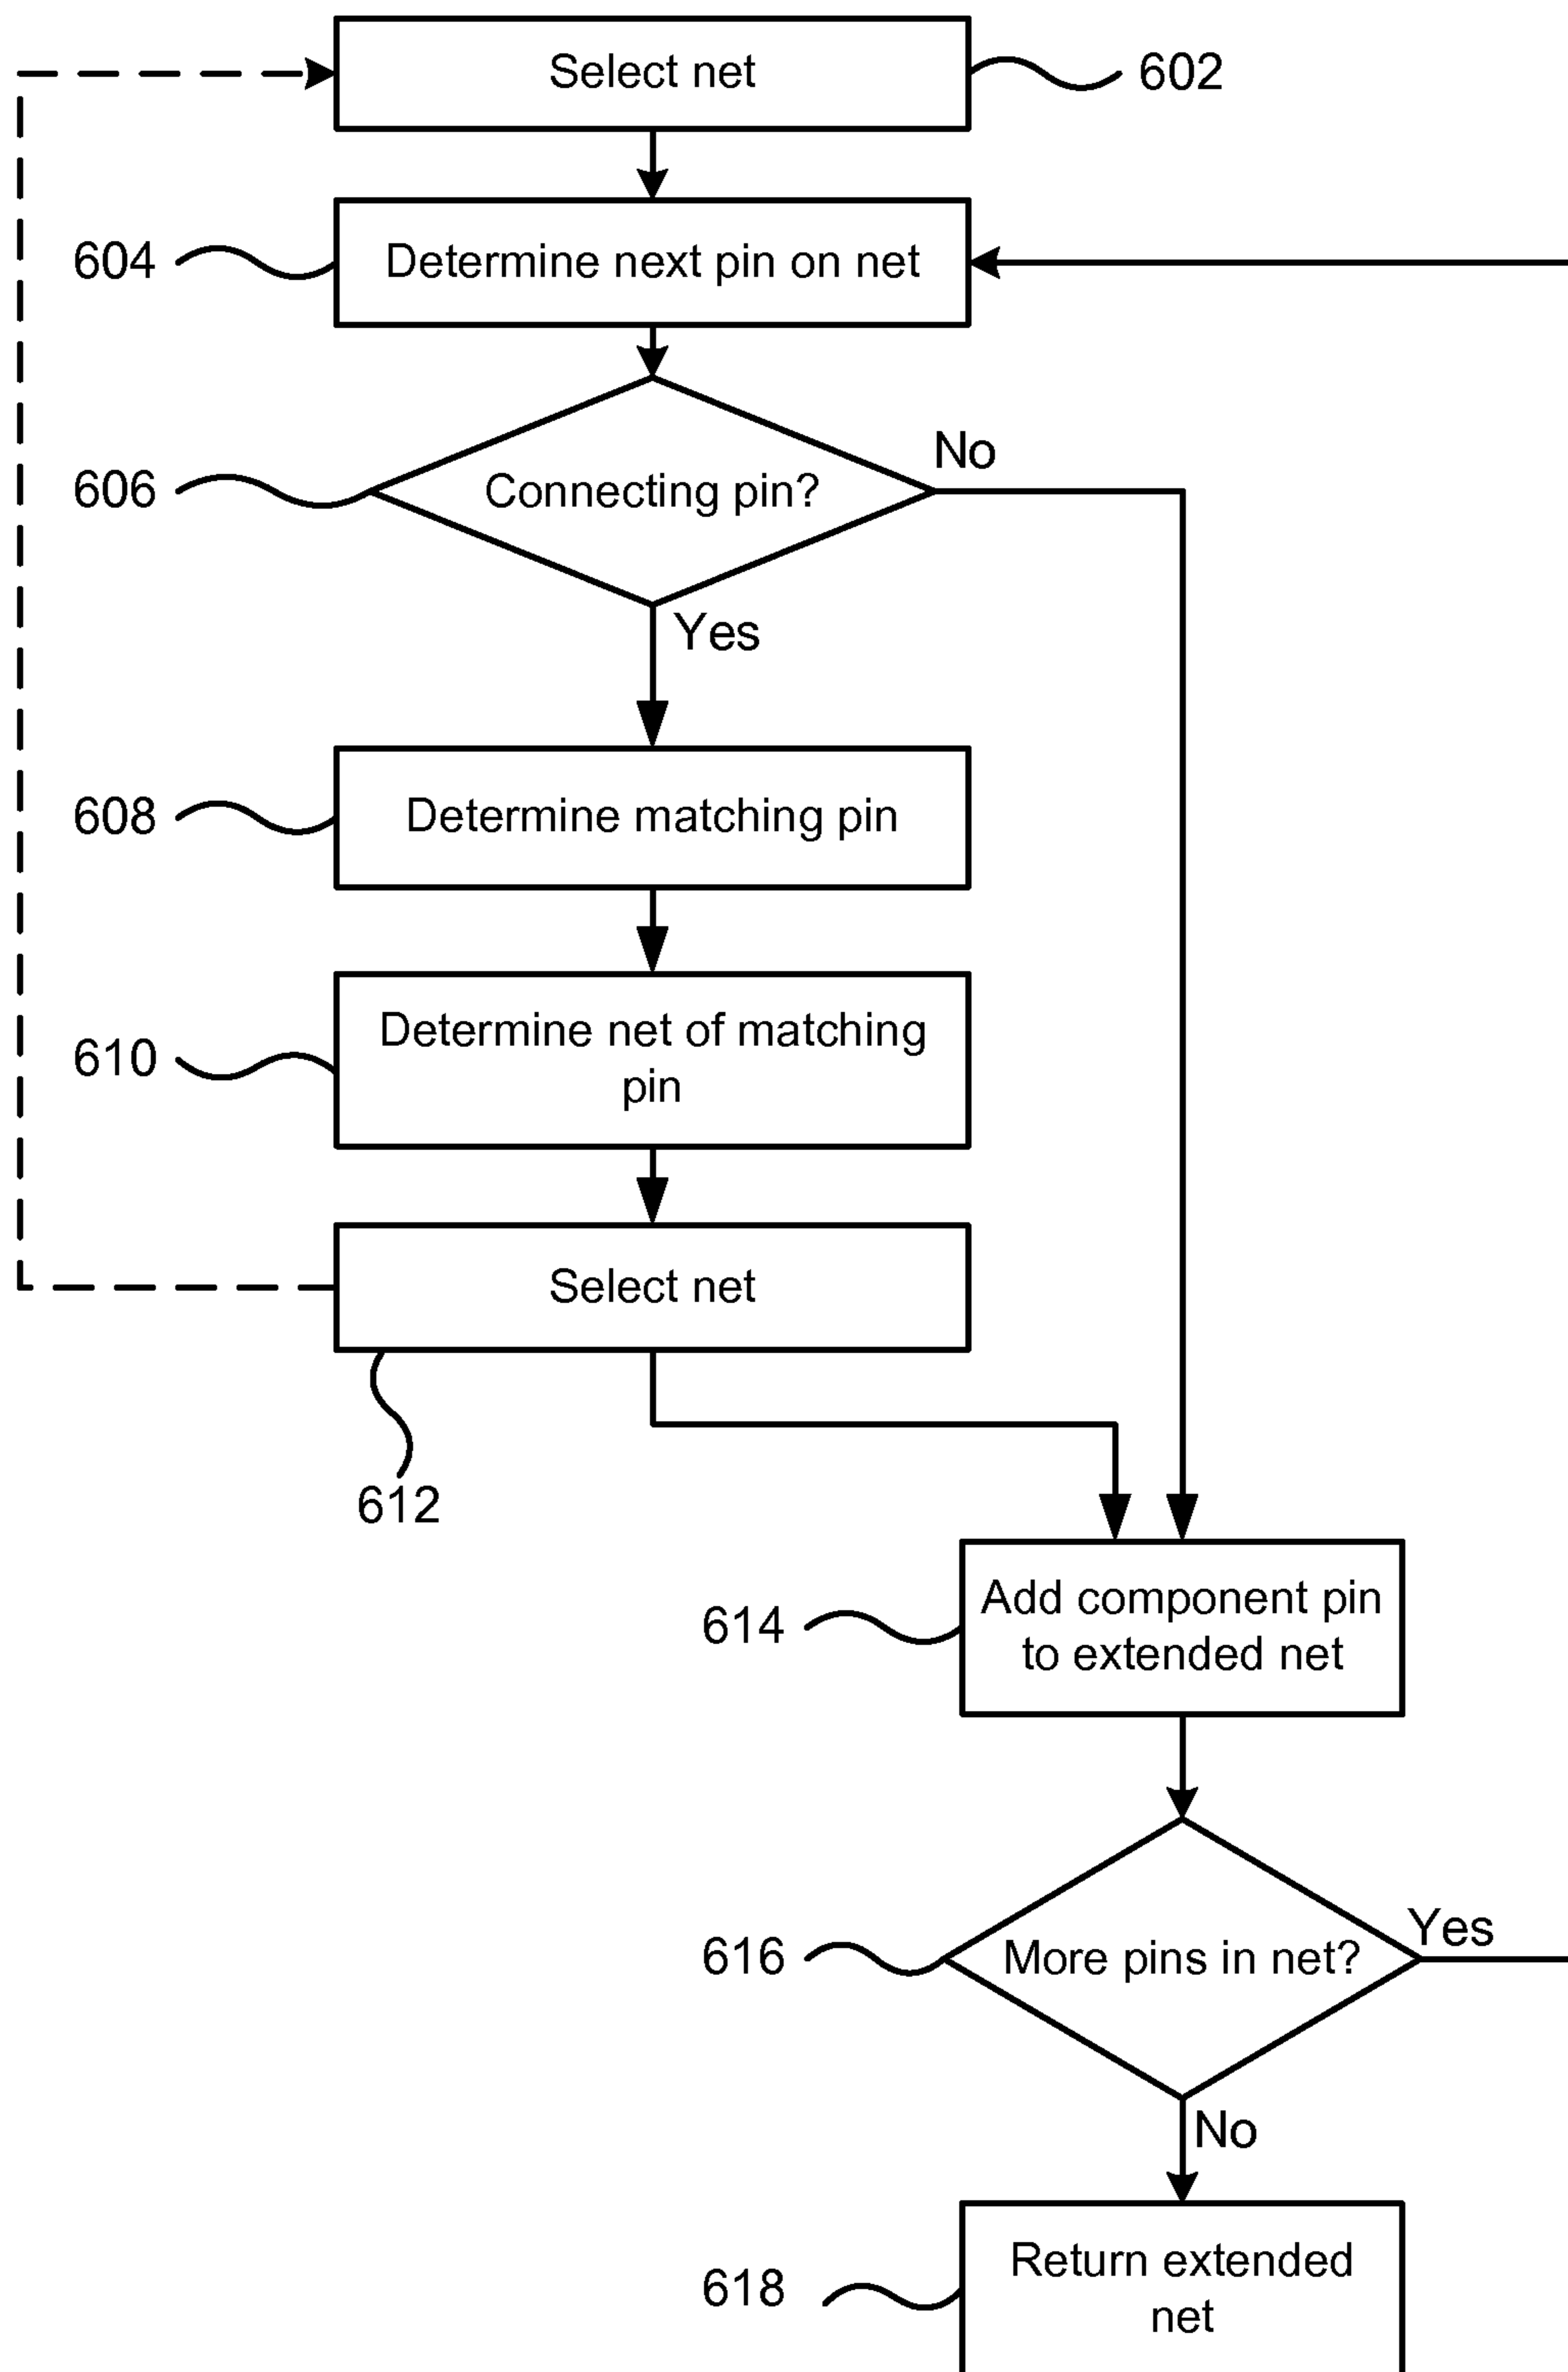 Select net
602
604
Determine next pin on net
No
606
Connecting pin?
Yes
608
Determine matching pin
610
Determine net of matching
pin
Select net
612
614
Add component pin
to extended net
616
More pins in net?
Yes
No
618
Return extended
net